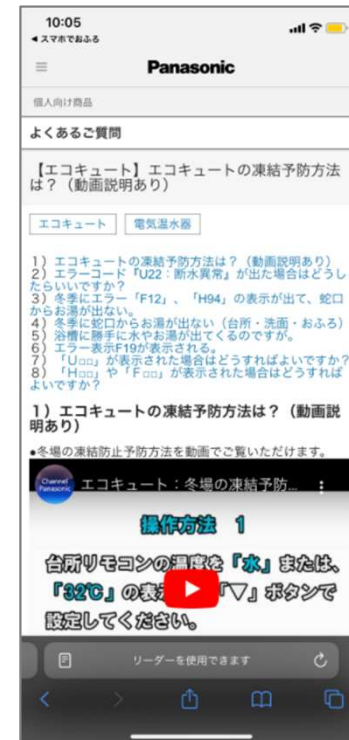 10:05
◀ スマホでおふろ
Panasonic
個人向け商品
よくあるご質問
【エコキュート】エコキュートの凍結予防方法
は？（動画説明あり）
エコキュート
電気温水器
1）エコキュートの凍結予防方法は？（動画説明あり）
2）エラーコード『U22：断水異常』が出た場合はどうし
たらいいですか？
3）冬季にエラー「F12」、「H94」の表示が出て、蛇口
からお湯が出ない。
4）冬季に蛇口からお湯が出ない（台所・洗面・おふろ）
5）浴槽に勝手に水やお湯が出てくるのですが。
6）エラー表示F19が表示される。
7）「U□□」が表示された場合はどうすればよいですか？
8）「H□□」や「F□□」が表示された場合はどうすれば
よいですか？
1）エコキュートの凍結予防方法は？（動画説
明あり）
●冬場の凍結防止予防方法を動画でご覧いただけます。
Channel
Panasonic
エコキュート：冬場の凍結予防...
操作方法 1
台所リモコンの温度を『水』または、
『32℃』の表「▽」ボタンで
設定してください。
リーダーを使用できます